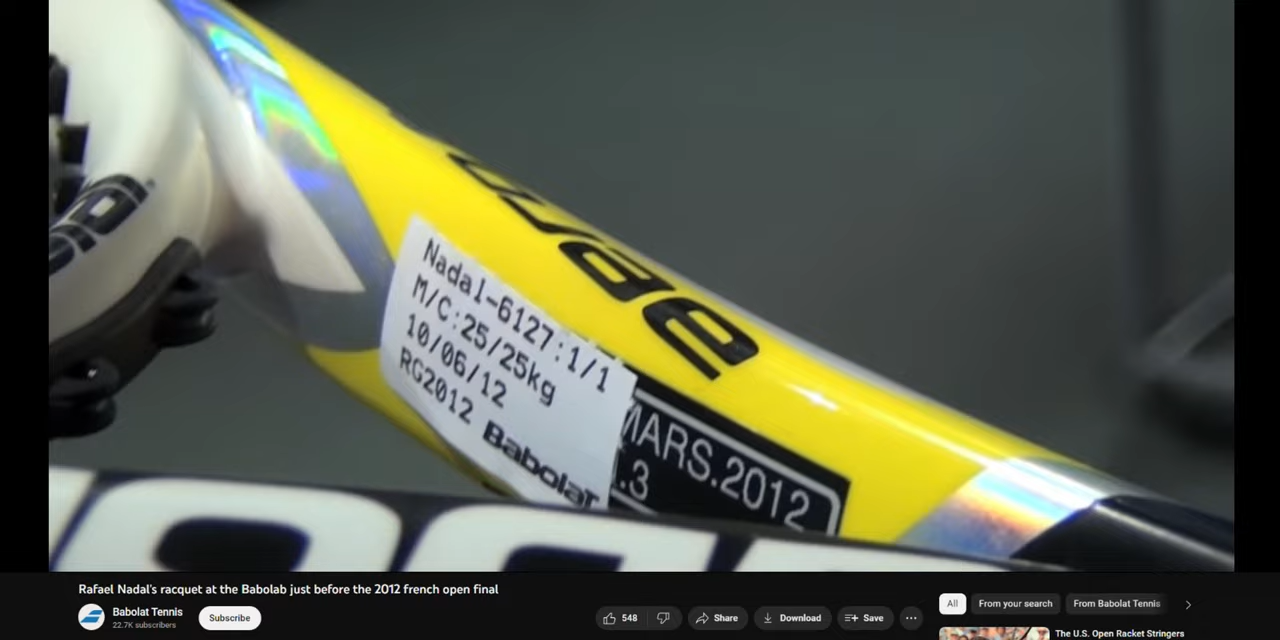 Nadal-6127:1/1
M/C:25/25kg
10/06/12
RG2012 Babolat
MARS.2012
.3
Rafael Nadal's racquet at the Babolab just before the 2012 french open final
Babolat Tennis
22.7K subscribers
Subscribe
548
Share
Download
Save
All
From your search
From Babolat Tennis
The U.S. Open Racket Stringers